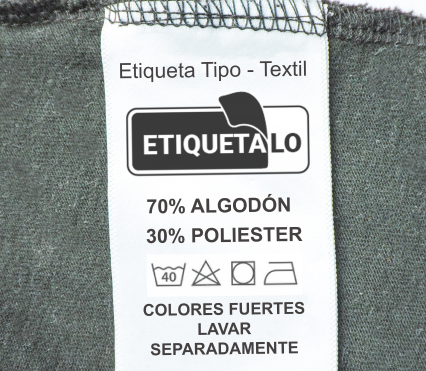 Etiqueta Tipo - Textil
ETIQUETALO
70% ALGODÓN
30% POLIESTER
40
COLORES FUERTES
LAVAR
SEPARADAMENTE